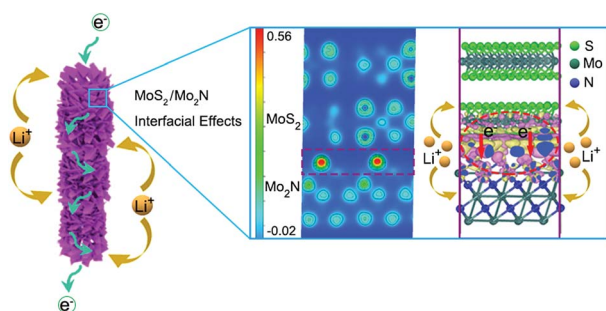 e⁻
Li⁺
Li⁺
e⁻
MoS₂/Mo₂N
Interfacial Effects
0.56
MoS₂
Mo₂N
-0.02
S
Mo
N
e⁻ e⁻
Li⁺
Li⁺